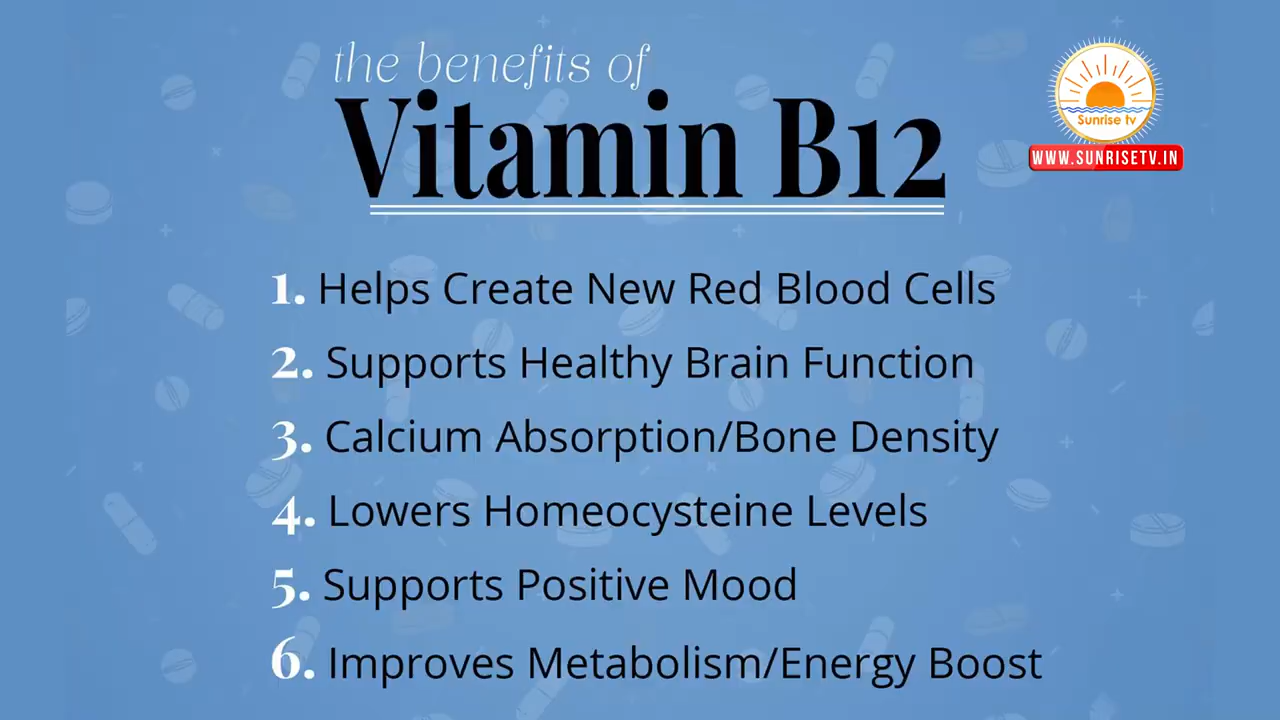 the benefits of
Vitamin B12
Sunrise tv
WWW.SUNRISETV.IN
1. Helps Create New Red Blood Cells
2. Supports Healthy Brain Function
3. Calcium Absorption/Bone Density
4. Lowers Homeocysteine Levels
5. Supports Positive Mood
6. Improves Metabolism/Energy Boost